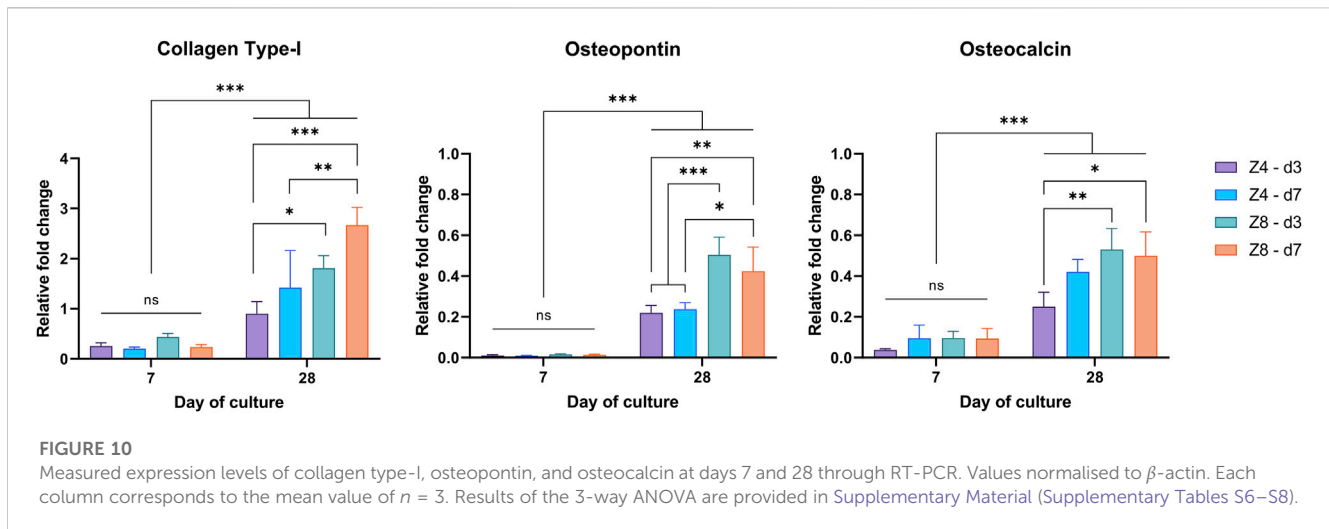 Collagen Type-I
***
***
**
*
ns
4
3
2
1
0
Relative fold change
7
28
Day of culture
Osteopontin
***
**
***
*
ns
1.0
0.8
0.6
0.4
0.2
0.0
Relative fold change
7
28
Day of culture
Osteocalcin
***
*
**
ns
1.0
0.8
0.6
0.4
0.2
0.0
Relative fold change
7
28
Day of culture
Z4 - d3
Z4 - d7
Z8 - d3
Z8 - d7
FIGURE 10
Measured expression levels of collagen type-I, osteopontin, and osteocalcin at days 7 and 28 through RT-PCR. Values normalised to β-actin. Each
column corresponds to the mean value of n = 3. Results of the 3-way ANOVA are provided in Supplementary Material (Supplementary Tables S6–S8).